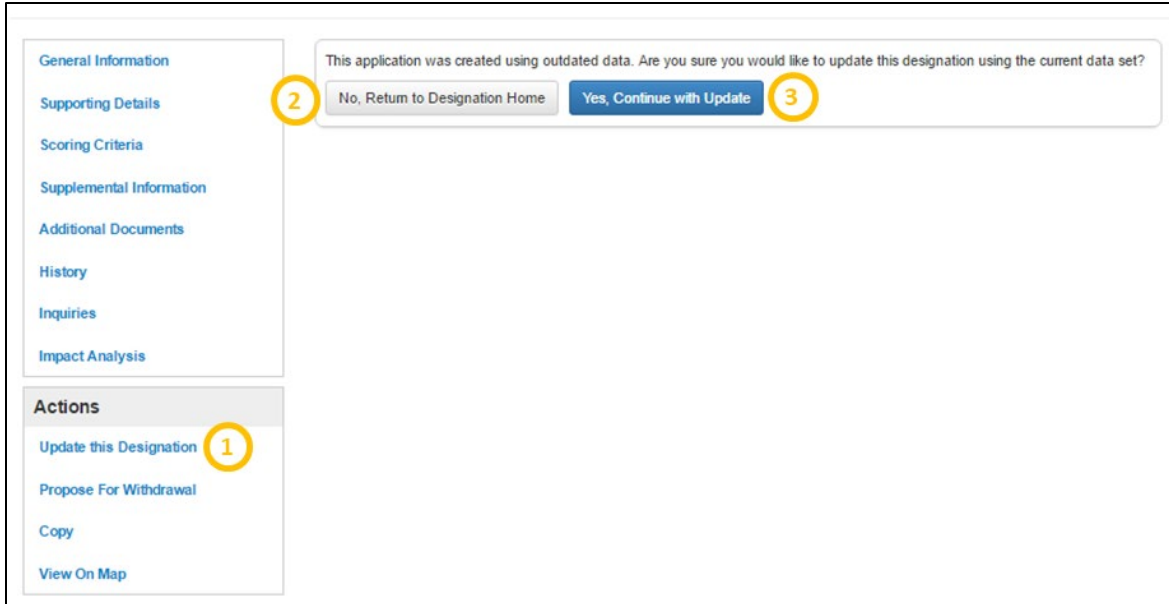 General Information
Supporting Details
Scoring Criteria
Supplemental Information
Additional Documents
History
Inquiries
Impact Analysis
Actions
Update this Designation 1
Propose For Withdrawal
Copy
View On Map
This application was created using outdated data. Are you sure you would like to update this designation using the current data set?
2 No, Return to Designation Home Yes, Continue with Update 3